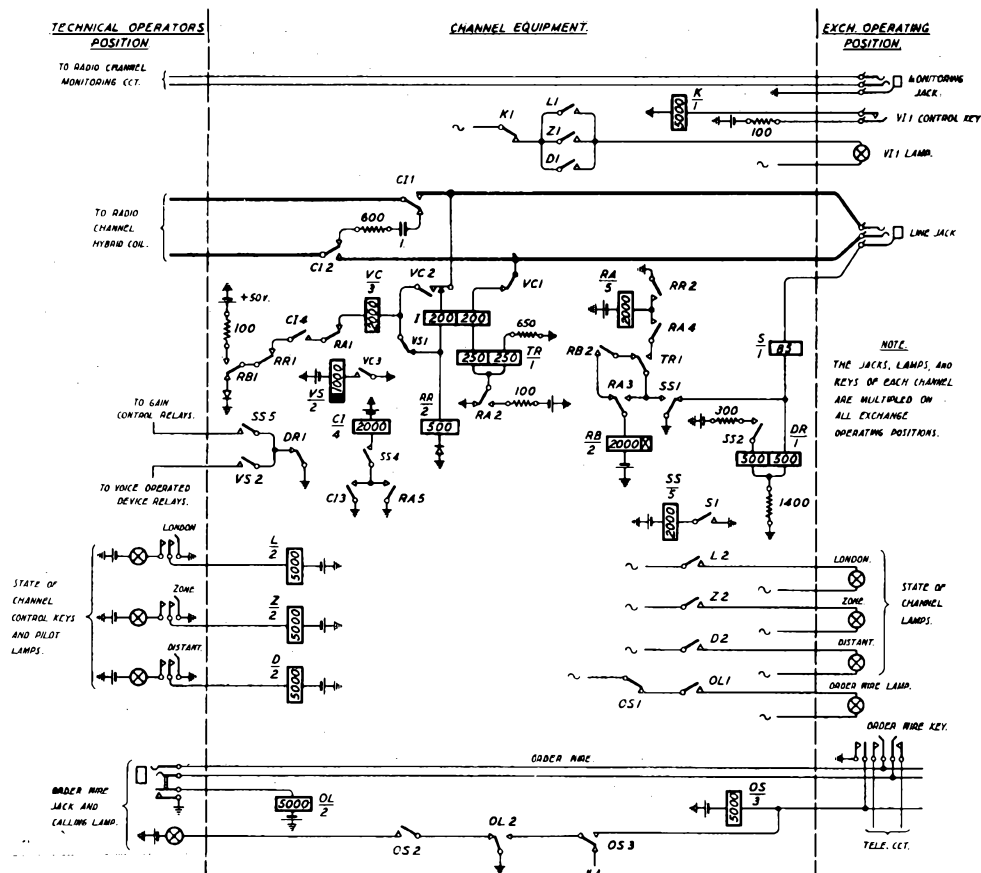 TECHNICAL OPERATORS
POSITION
CHANNEL EQUIPMENT.
EXCH. OPERATING
POSITION.
TO RADIO CHANNEL
MONITORING CCT.
MONITORING
JACK.
K
1
5000
VI1 CONTROL KEY
100
K1
L1
Z1
D1
VI1 LAMP.
CI1
600
1.
TO RADIO
CHANNEL
HYBRID COIL.
CI2
LINE JACK
+50V.
100
CI4
RA1
RR1
RB1
VC
3
2000
VC2
VS1
I
200
200
VC1
250
250
TR
1
650
RA2
100
VS
2
1000
VC3
RR
2
500
CI
4
2000
SS4
CI3
RA5
RA
5
2000
RR2
RA4
RB2
TR1
RA3
SS1
RB
2
2000
S
1
85
300
SS2
DR
1
500
500
1400
SS
5
2000
S1
NOTE.
THE JACKS, LAMPS, AND
KEYS OF EACH CHANNEL
ARE MULTIPLED ON
ALL EXCHANGE
OPERATING POSITIONS.
TO GAIN
CONTROL RELAYS.
SS5
DR1
VS2
TO VOICE OPERATED
DEVICE RELAYS.
STATE OF
CHANNEL
CONTROL KEYS
AND PILOT
LAMPS.
LONDON
L
2
5000
ZONE
Z
2
5000
DISTANT.
D
2
5000
L2
LONDON.
Z2
ZONE
D2
DISTANT.
STATE OF
CHANNEL
LAMPS.
OS1
OL1
ORDER WIRE LAMP.
ORDER WIRE KEY.
ORDER WIRE.
ORDER WIRE
JACK AND
CALLING LAMP.
5000
OL
2
OS
3
5000
OS2
OL2
OS3
TELE. CCT.